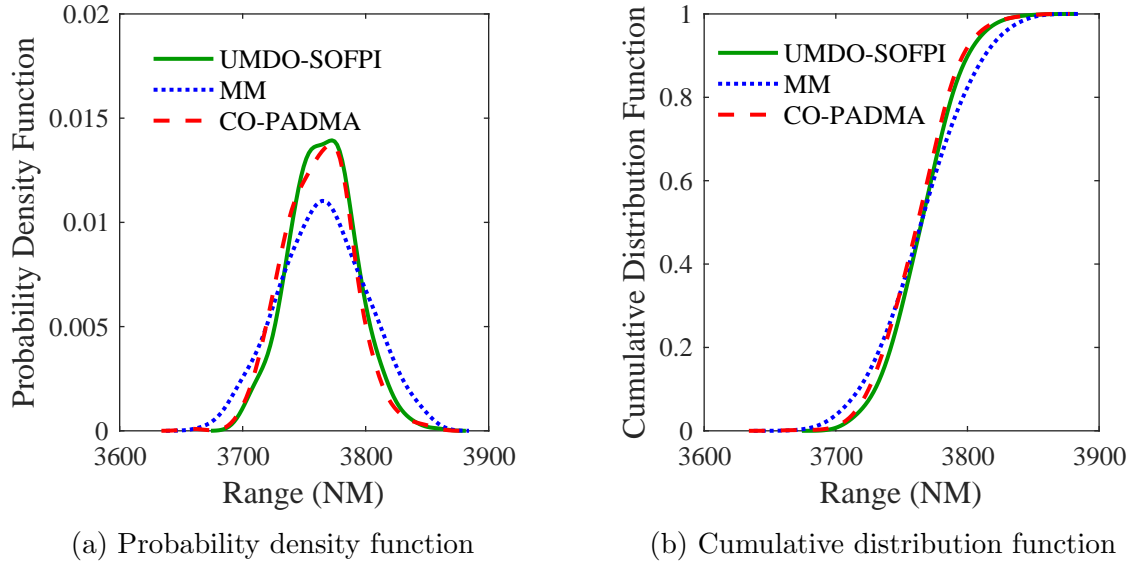 0.02
0.015
0.01
0.005
0
3600
3700
3800
3900
Probability Density Function
Range (NM)
UMDO-SOFPI
MM
CO-PADMA
(a) Probability density function
1
0.8
0.6
0.4
0.2
0
3600
3700
3800
3900
Cumulative Distribution Function
Range (NM)
UMDO-SOFPI
MM
CO-PADMA
(b) Cumulative distribution function